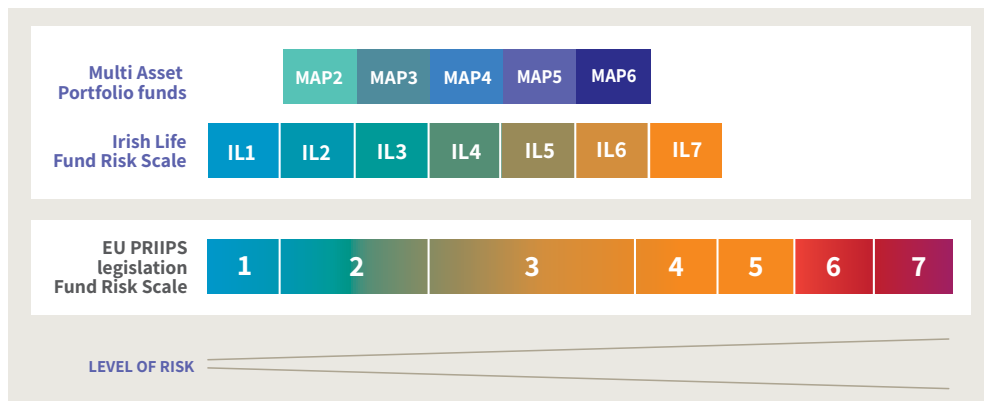 Multi Asset
Portfolio funds
MAP2 MAP3 MAP4 MAP5 MAP6
Irish Life
Fund Risk Scale
IL1 IL2 IL3 IL4 IL5 IL6 IL7
EU PRIIPS
legislation
Fund Risk Scale
1 2 3 4 5 6 7
LEVEL OF RISK